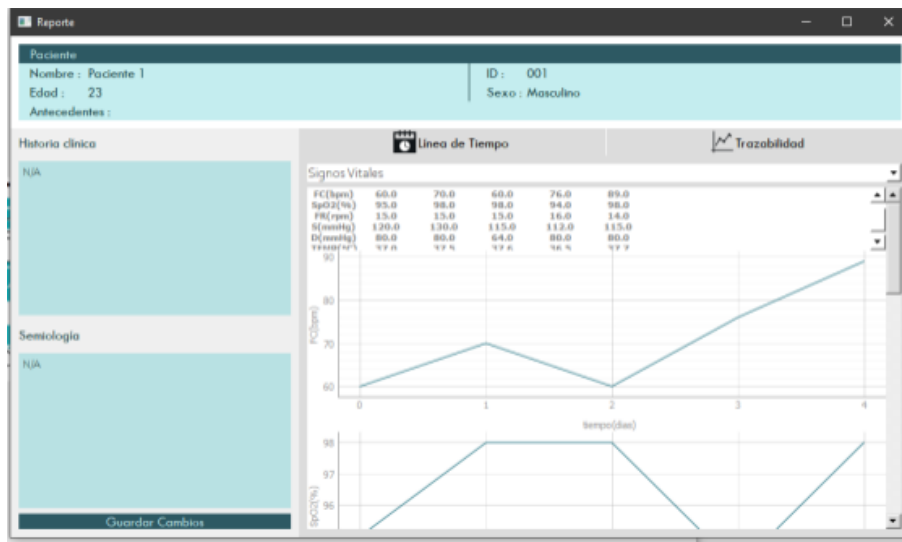 Reporte
Paciente
Nombre : Paciente 1
ID : 001
Edad : 23
Sexo : Masculino
Antecedentes :
Historia clínica
N/A
Semiología
N/A
Guardar Cambios
Línea de Tiempo
Trazabilidad
Signos Vitales
FC(bpm) 60.0 70.0 60.0 76.0 89.0
SpO2(%) 95.0 98.0 98.0 94.0 98.0
FR(rpm) 15.0 15.0 15.0 16.0 14.0
S(mmHg) 120.0 130.0 115.0 112.0 115.0
D(mmHg) 80.0 80.0 64.0 80.0 80.0
90
80
60
FC(bpm)
0 1 2 3 4
tiempo(dias)
98
97
96
SpO2(%)